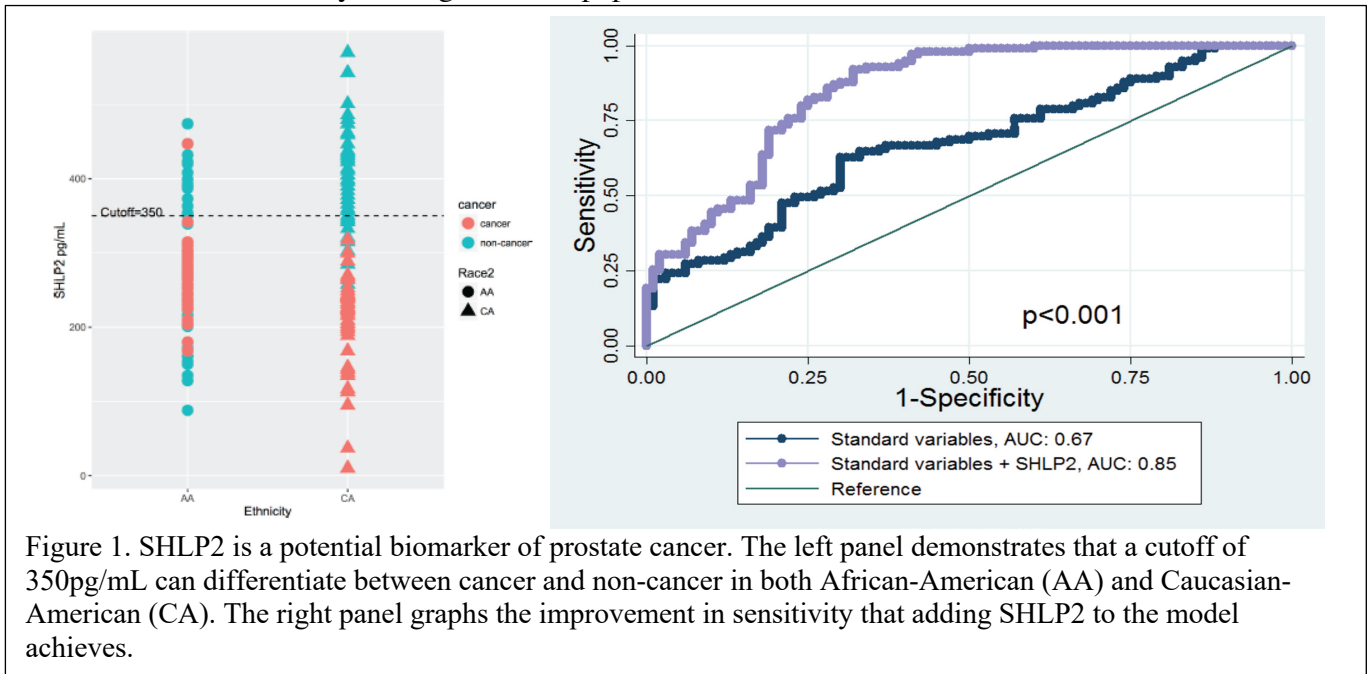 Cutoff=350
400
200
0
SHLP2 pg/mL
AA
CA
Ethnicity
cancer
cancer
non-cancer
Race2
AA
CA
Sensitivity
1.00
0.75
0.50
0.25
0.00
p<0.001
0.00 0.25 0.50 0.75 1.00
1-Specificity
Standard variables, AUC: 0.67
Standard variables + SHLP2, AUC: 0.85
Reference
Figure 1. SHLP2 is a potential biomarker of prostate cancer. The left panel demonstrates that a cutoff of
350pg/mL can differentiate between cancer and non-cancer in both African-American (AA) and Caucasian-
American (CA). The right panel graphs the improvement in sensitivity that adding SHLP2 to the model
achieves.